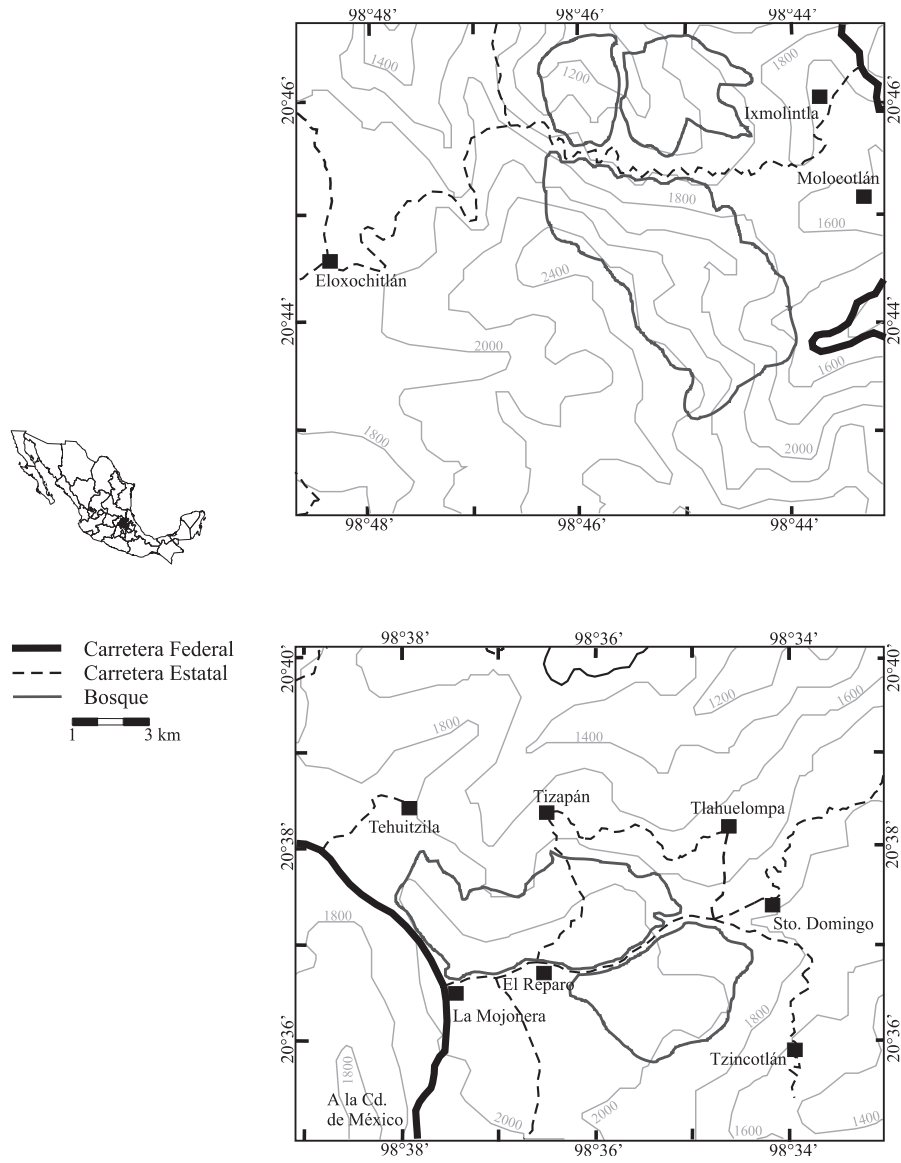 98°48’ 98°46’ 98°44’
1400
1800
1200
20°46’
20°46’
Ixmolintla
Molocotlán
1800
1600
Eloxochitlán
2400
20°44’
20°44’
2000
1600
1800
2000
98°48’ 98°46’ 98°44’
Carretera Federal
Carretera Estatal
Bosque
1 3 km
98°38’ 98°36’ 98°34’
20°40’
20°40’
1200
1600
1800
1400
Tizapán
Tlahuelompa
Tehuitzila
20°38’
20°38’
1800
Sto. Domingo
El Reparo
La Mojonera
1800
20°36’
20°36’
Tzincotlán
1800
A la Cd.
de México
2000
2000
1600
1400
98°38’ 98°36’ 98°34’